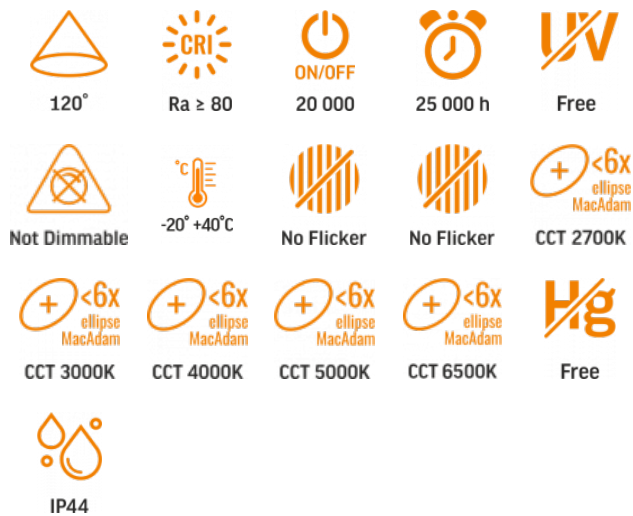 CRI
ON/OFF
UV
120° Ra ≥ 80 20 000 25 000 h Free
°C
<6x
ellipse
MacAdam
Not Dimmable -20° +40°C No Flicker No Flicker CCT 2700K
<6x <6x <6x <6x Hg
ellipse ellipse ellipse ellipse
MacAdam MacAdam MacAdam MacAdam
CCT 3000K CCT 4000K CCT 5000K CCT 6500K Free
IP44